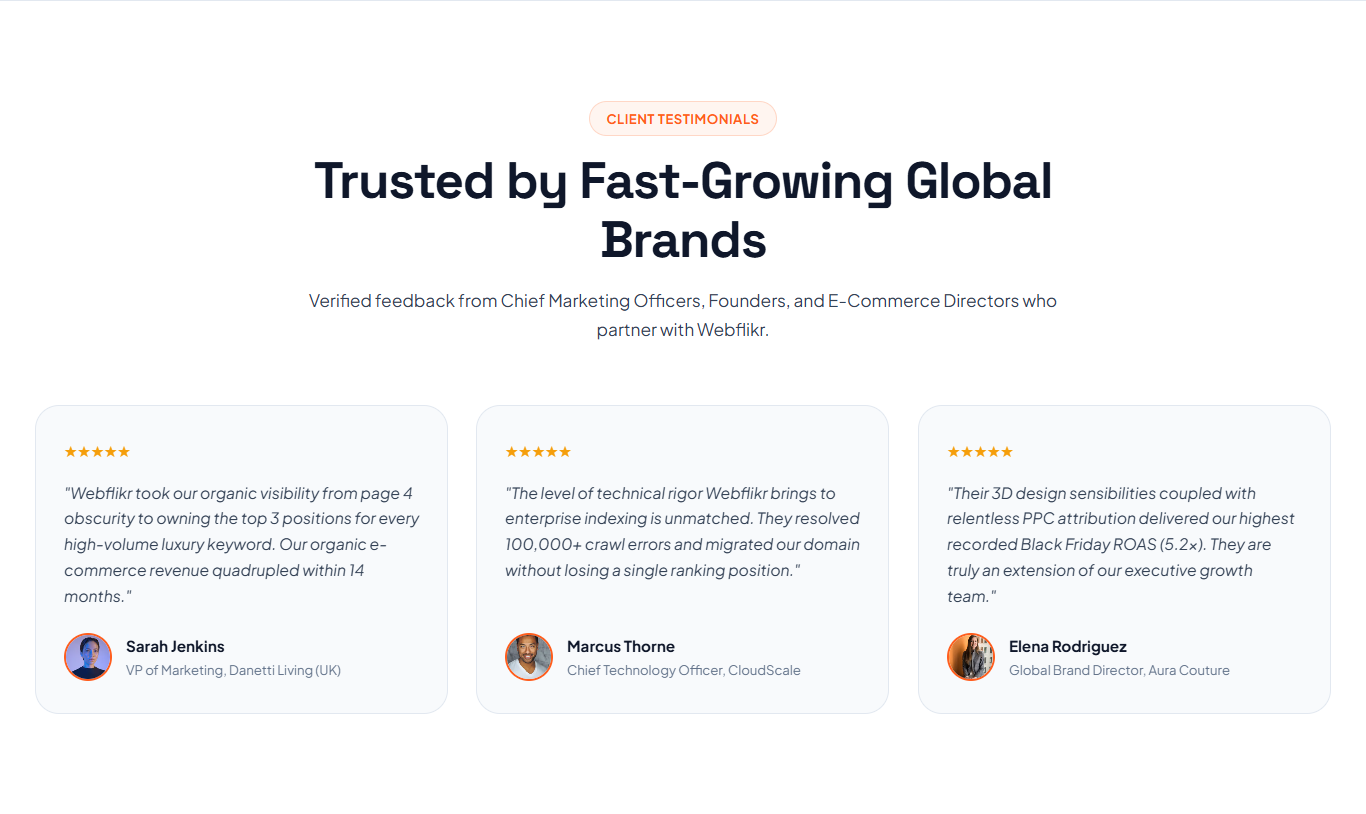 CLIENT TESTIMONIALS
Trusted by Fast-Growing Global
Brands
Verified feedback from Chief Marketing Officers, Founders, and E-Commerce Directors who
partner with Webflikr.
★★★★★
"Webflikr took our organic visibility from page 4
obscurity to owning the top 3 positions for every
high-volume luxury keyword. Our organic e-
commerce revenue quadrupled within 14
months."
Sarah Jenkins
VP of Marketing, Danetti Living (UK)
★★★★★
"The level of technical rigor Webflikr brings to
enterprise indexing is unmatched. They resolved
100,000+ crawl errors and migrated our domain
without losing a single ranking position."
Marcus Thorne
Chief Technology Officer, CloudScale
★★★★★
"Their 3D design sensibilities coupled with
relentless PPC attribution delivered our highest
recorded Black Friday ROAS (5.2x). They are
truly an extension of our executive growth
team."
Elena Rodriguez
Global Brand Director, Aura Couture